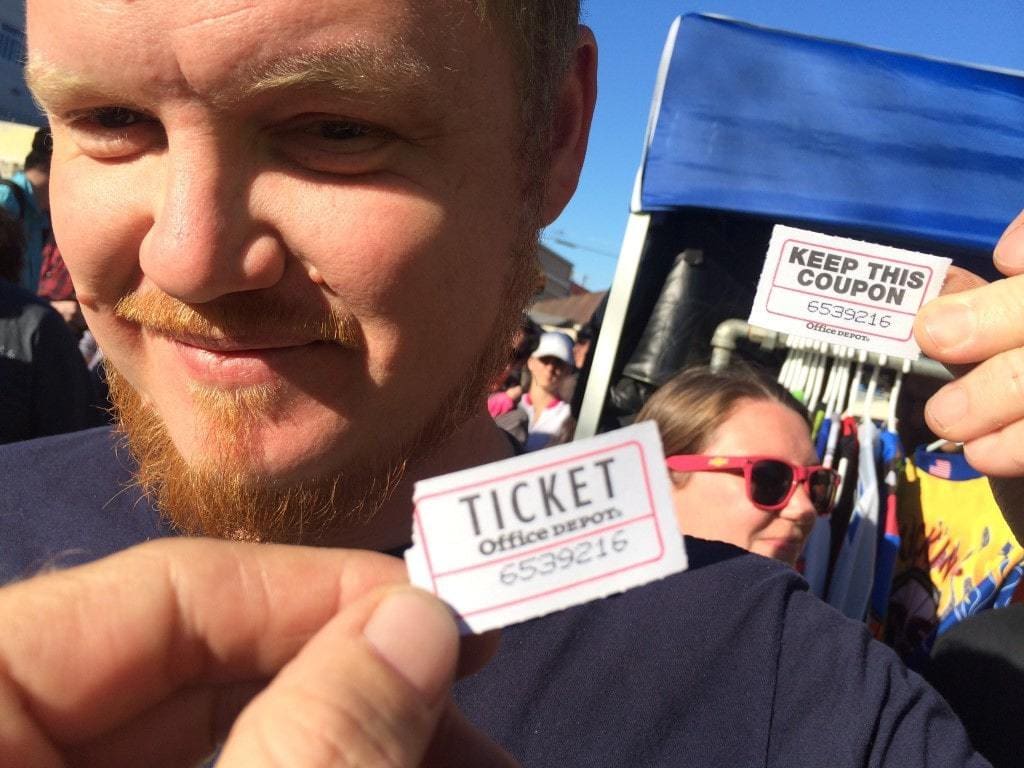 KEEP THIS
COUPON
6539216
Office DEPOT
TICKET
Office DEPOT
6539216